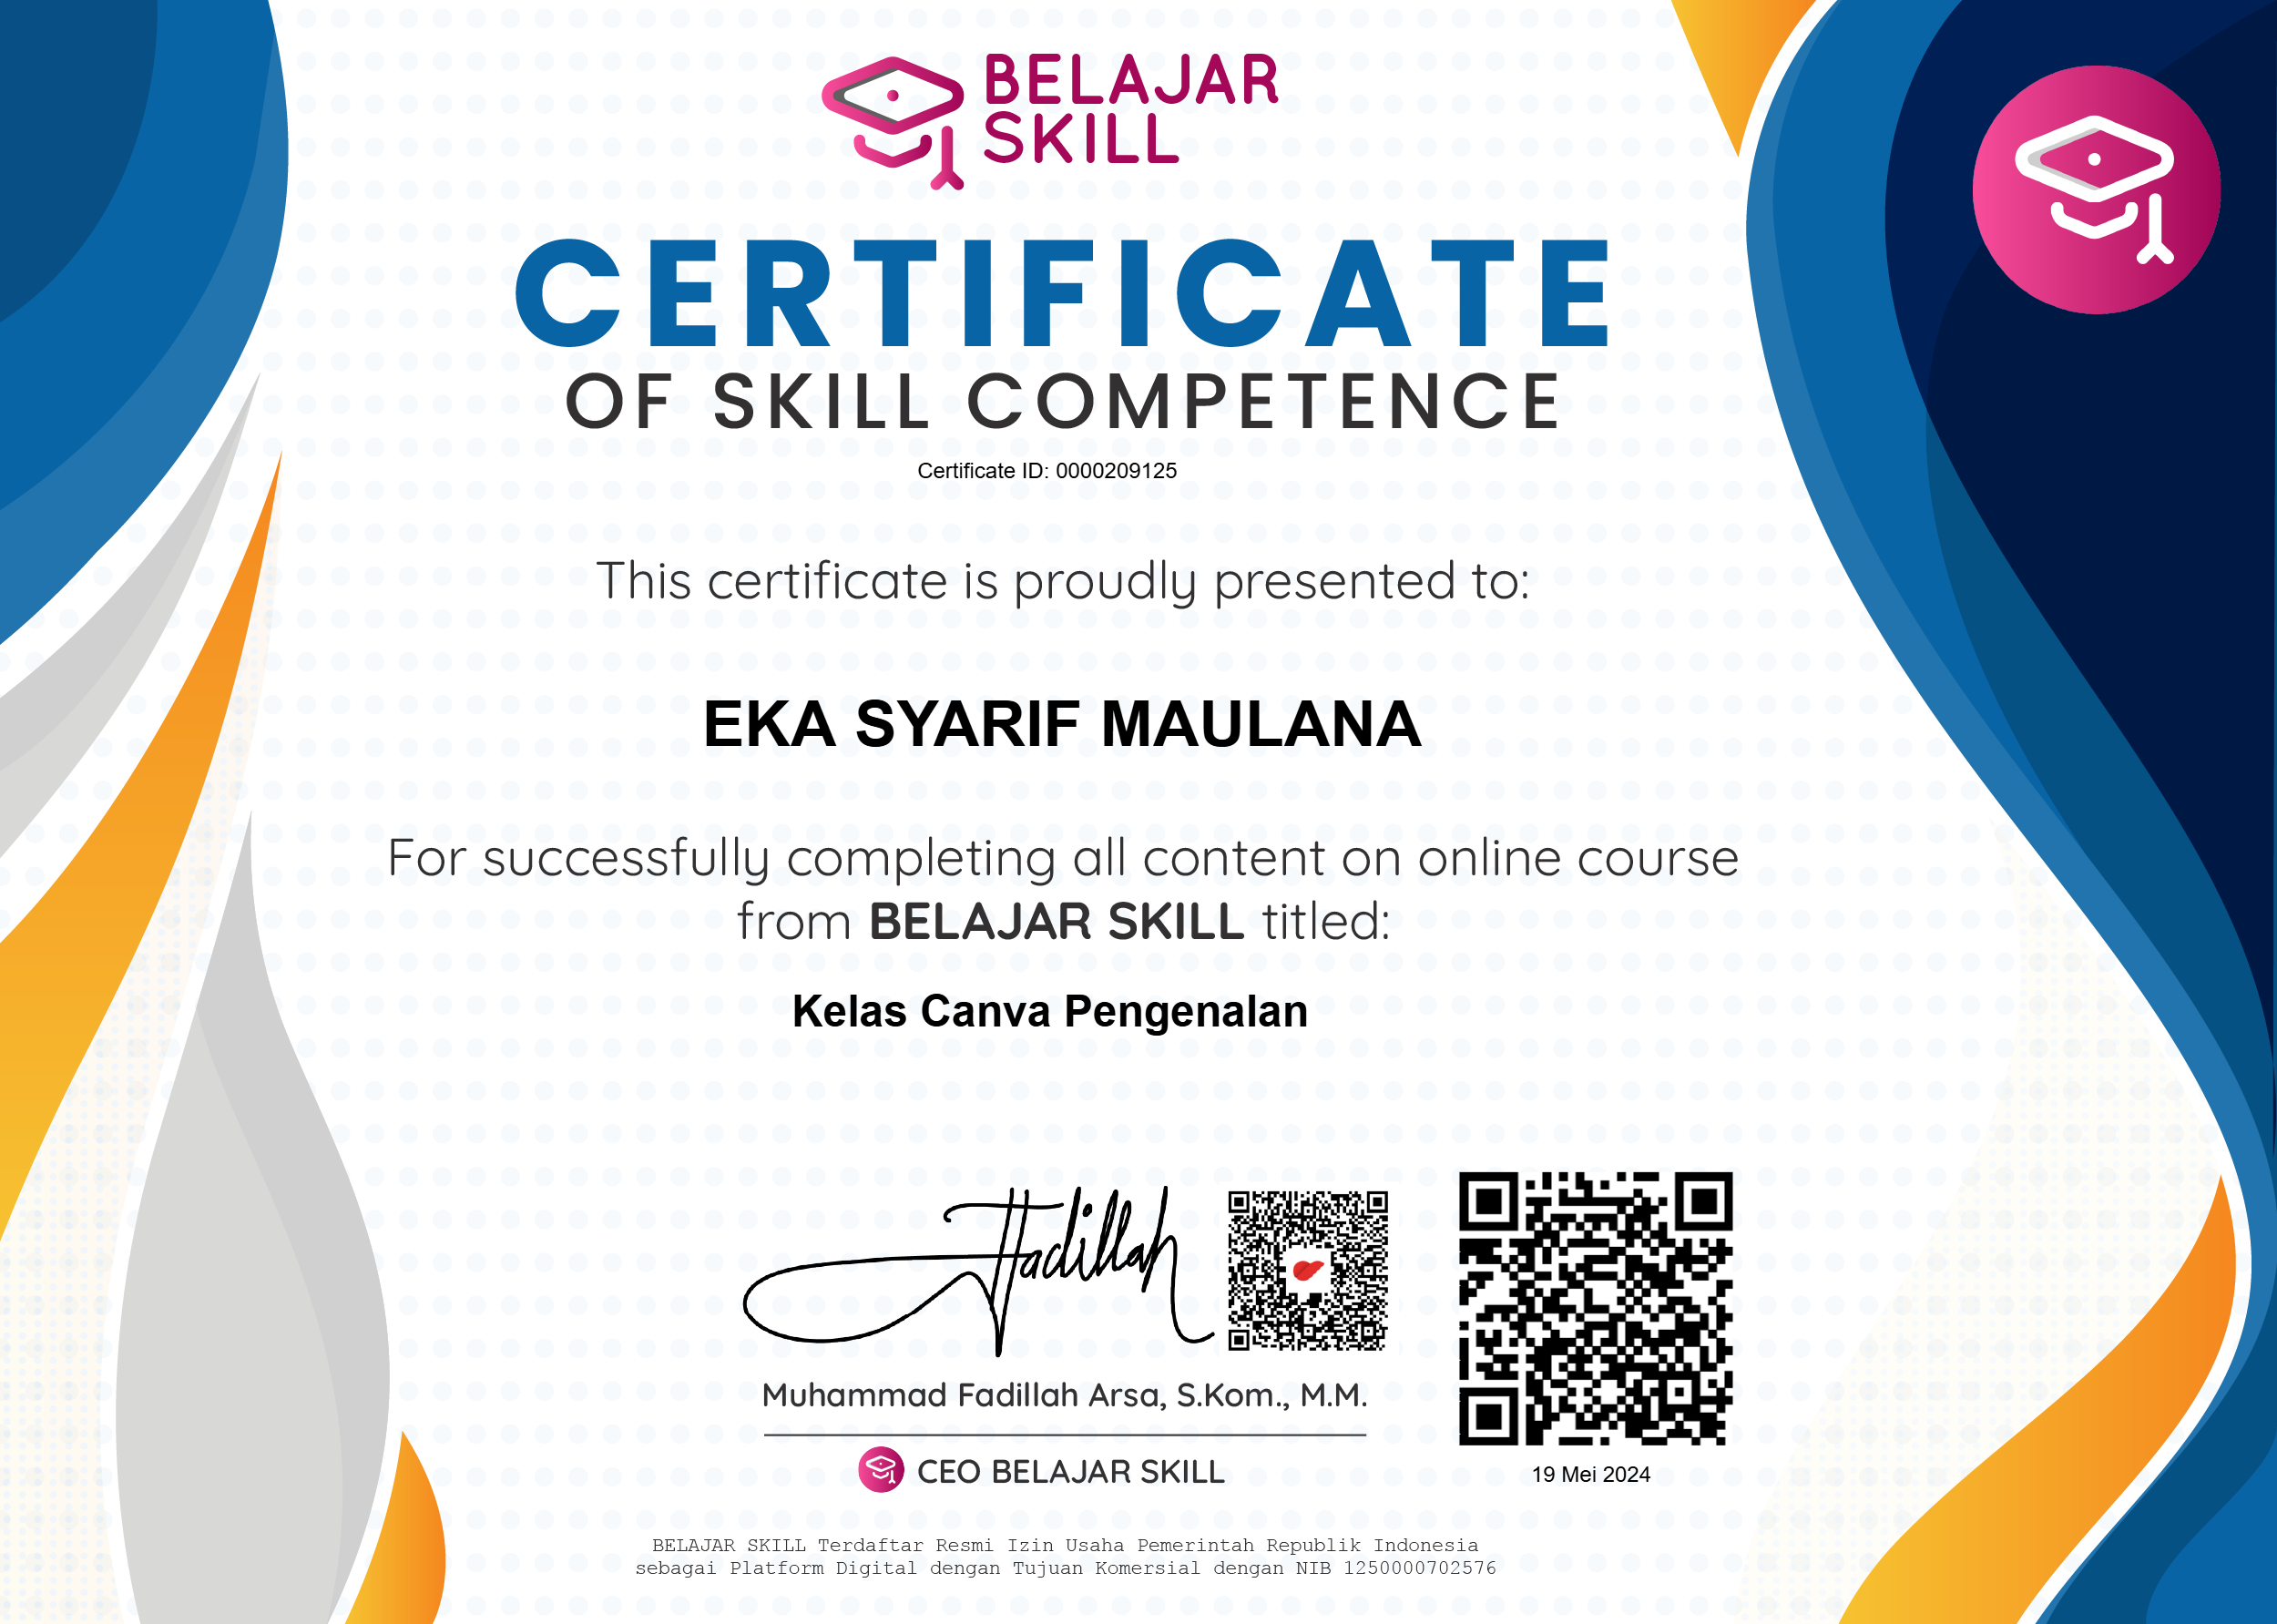 BELAJAR
SKILL
CERTIFICATE
OF SKILL COMPETENCE
Certificate ID: 0000209125
This certificate is proudly presented to:
EKA SYARIF MAULANA
For successfully completing all content on online course
from BELAJAR SKILL titled:
Kelas Canva Pengenalan
Fadillah
Muhammad Fadillah Arsa, S.Kom., M.M.
CEO BELAJAR SKILL
19 Mei 2024
BELAJAR SKILL Terdaftar Resmi Izin Usaha Pemerintah Republik Indonesia
sebagai Platform Digital dengan Tujuan Komersial dengan NIB 1250000702576